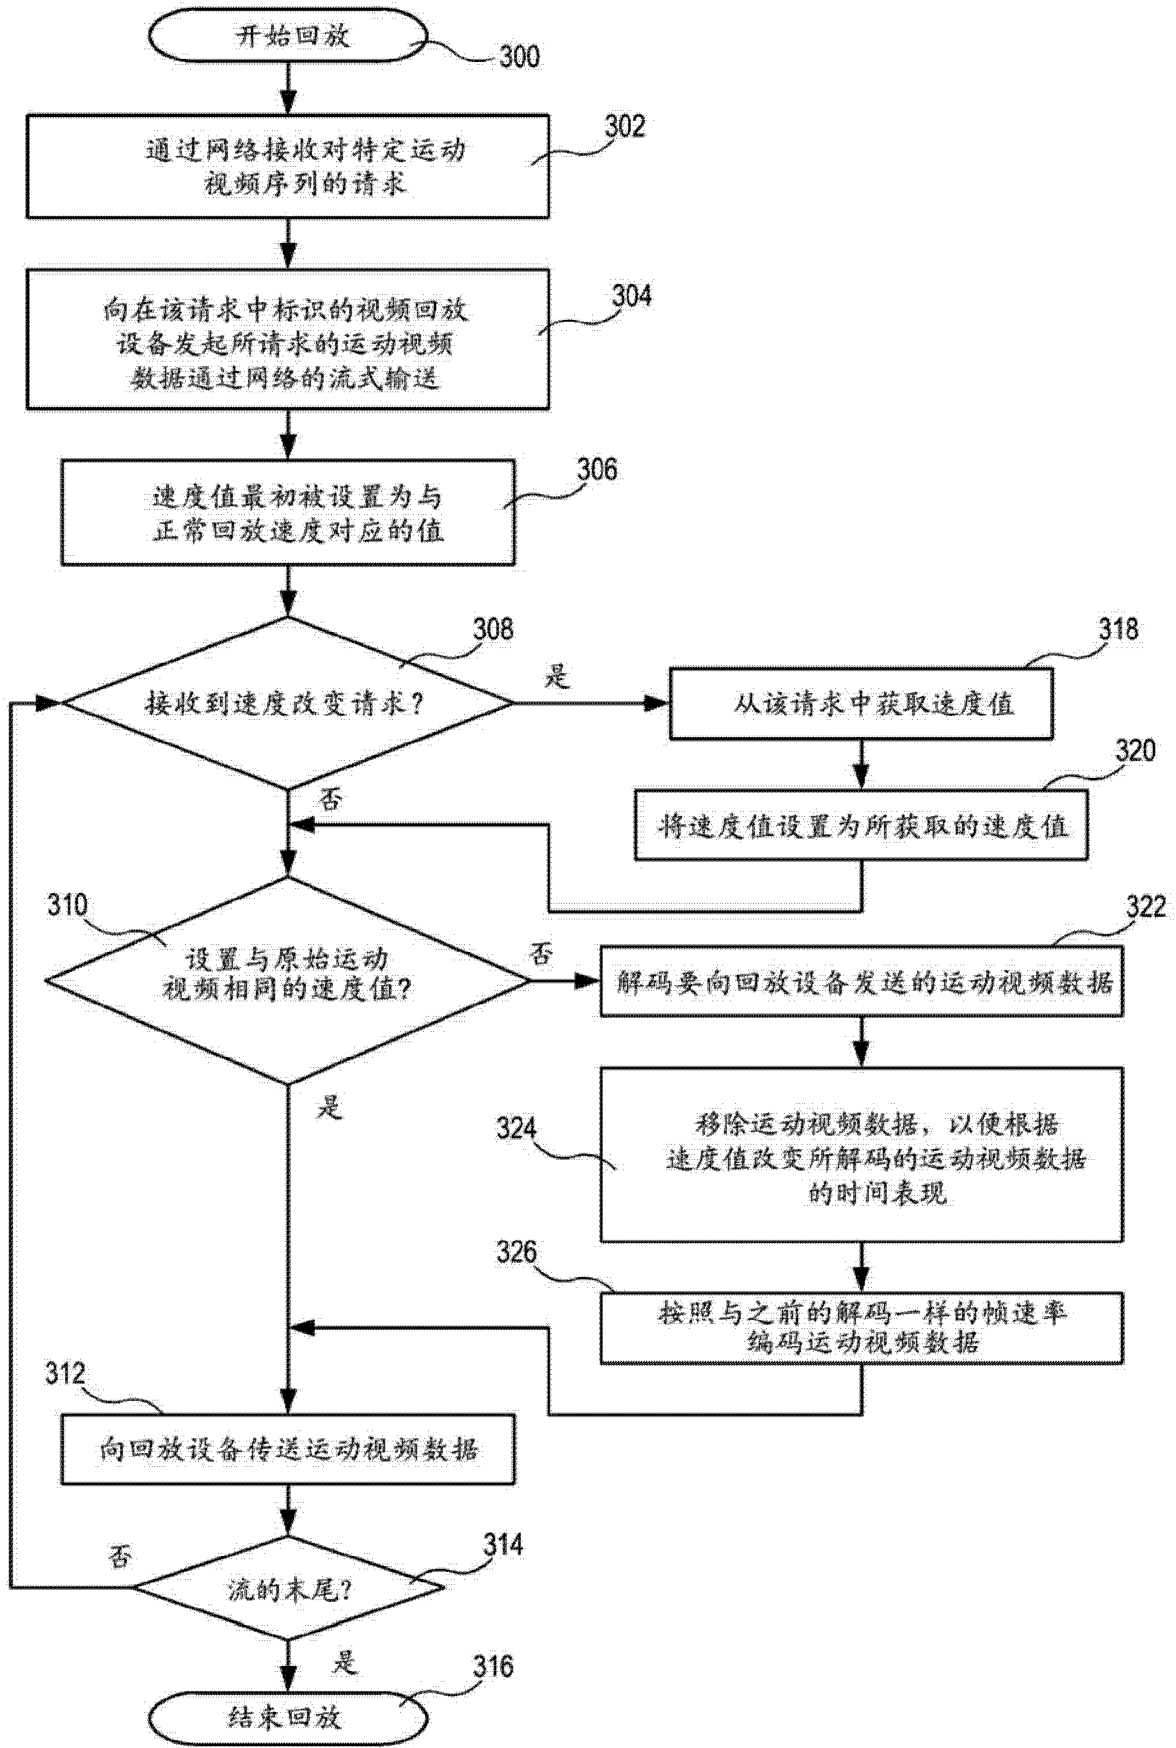 开始回放
300
302
通过网络接收对特定运动
视频序列的请求
304
向在该请求中标识的视频回放
设备发起所请求的运动视频
数据通过网络的流式输送
306
速度值最初被设置为与
正常回放速度对应的值
308
接收到速度改变请求?
是
318
从该请求中获取速度值
否
320
将速度值设置为所获取的速度值
310
设置与原始运动
视频相同的速度值?
否
322
解码要向回放设备发送的运动视频数据
是
324
移除运动视频数据，以便根据
速度值改变所解码的运动视频数据
的时间表现
326
按照与之前的解码一样的帧速率
编码运动视频数据
312
向回放设备传送运动视频数据
314
否
流的末尾?
是
316
结束回放